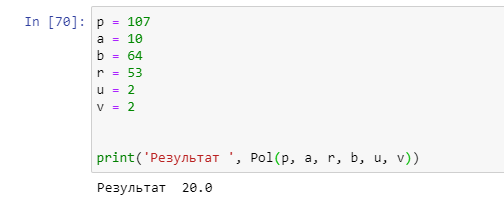 In [70]: p = 107
a = 10
b = 64
r = 53
u = 2
v = 2
print('Результат ', Pol(p, a, r, b, u, v))
Результат  20.0